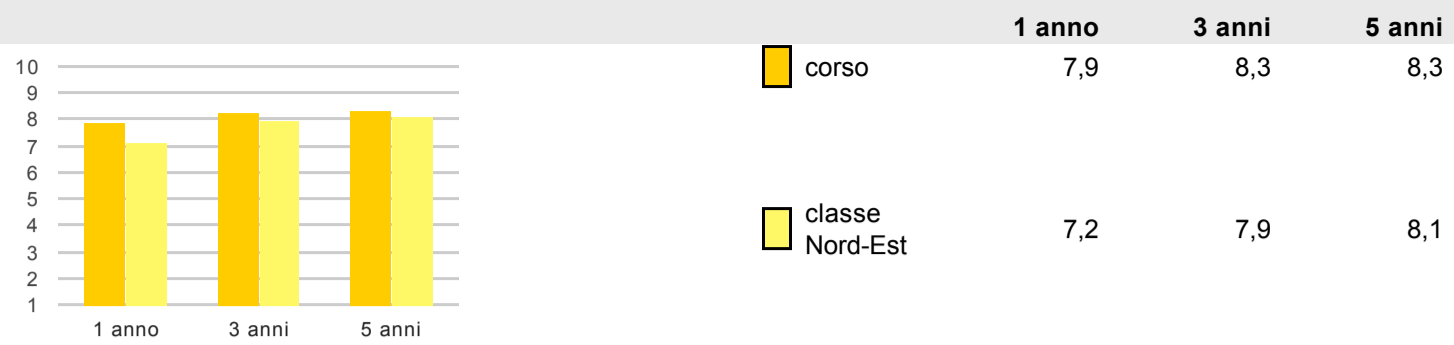 1 anno 3 anni 5 anni
10
9
8
7
6
5
4
3
2
1
1 anno 3 anni 5 anni
corso 7,9 8,3 8,3
classe
Nord-Est 7,2 7,9 8,1